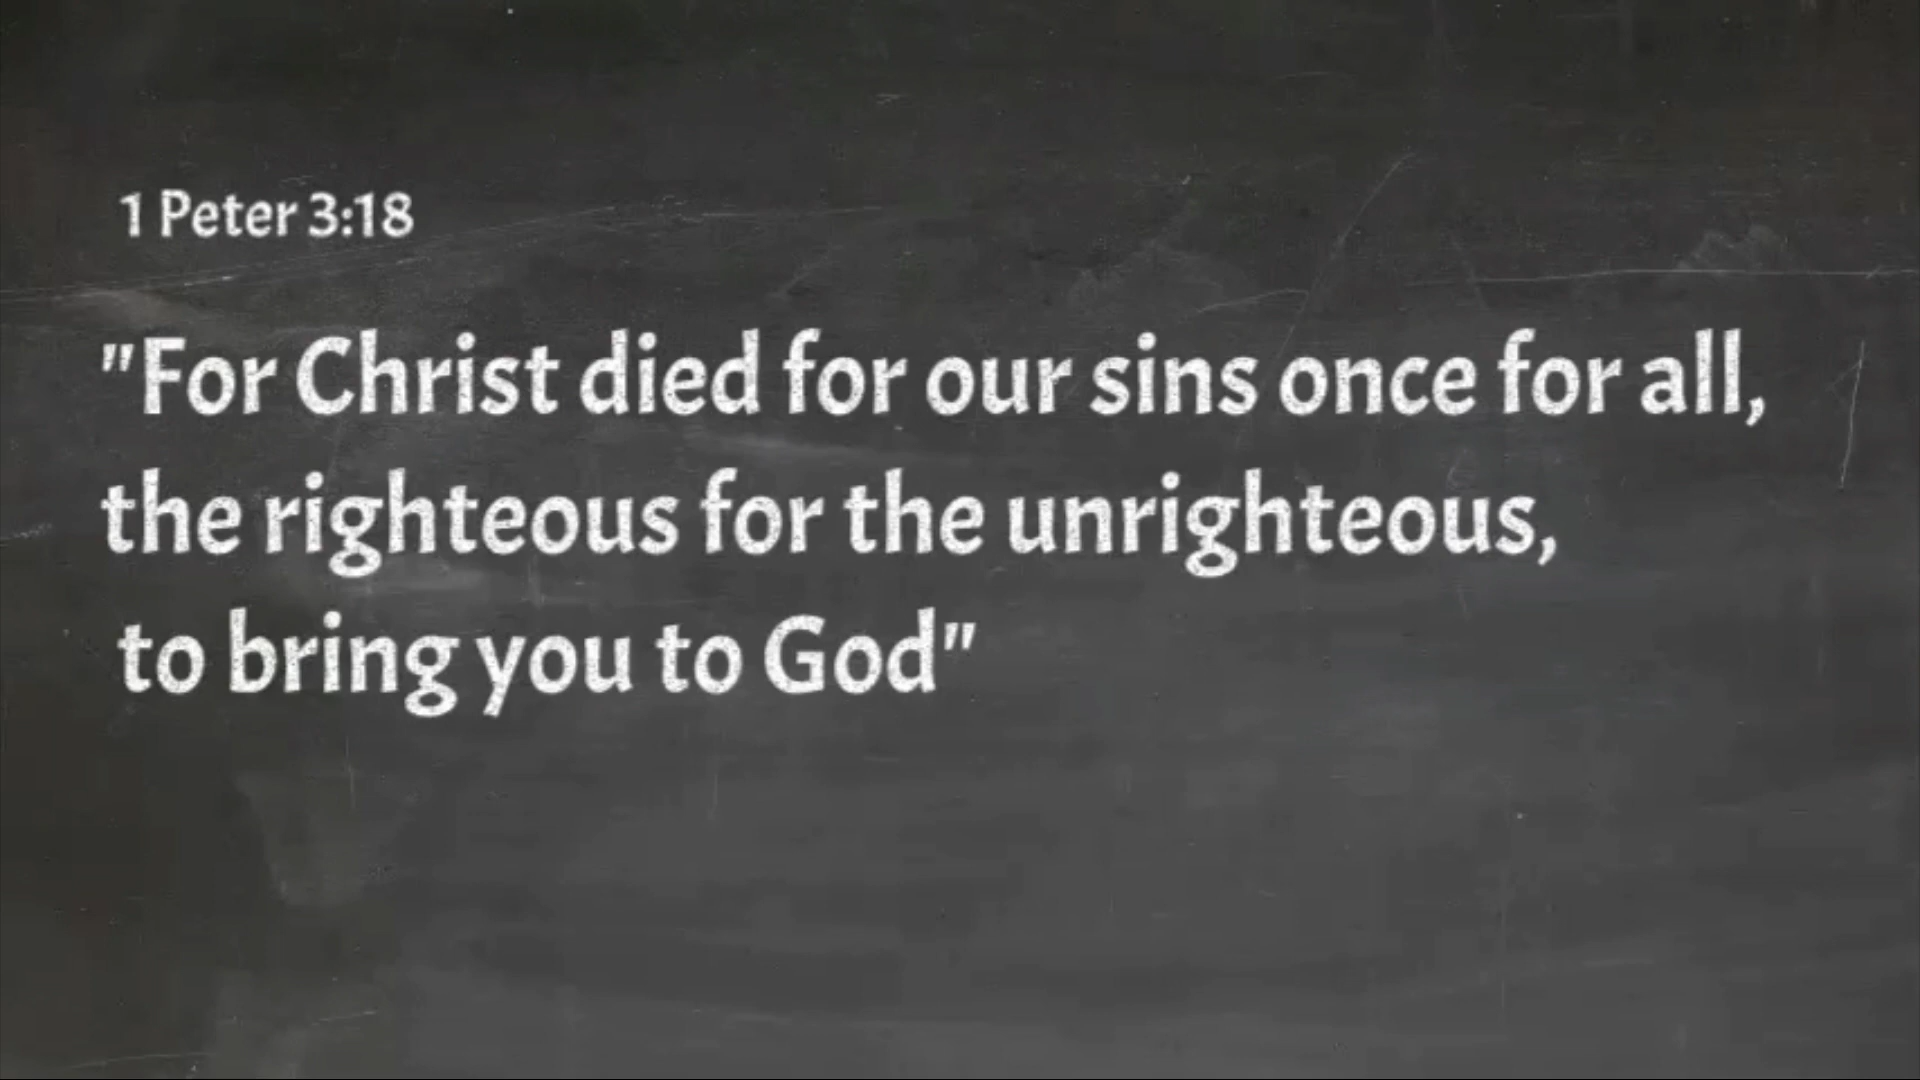 1 Peter 3:18
"For Christ died for our sins once for all,
the righteous for the unrighteous,
to bring you to God"